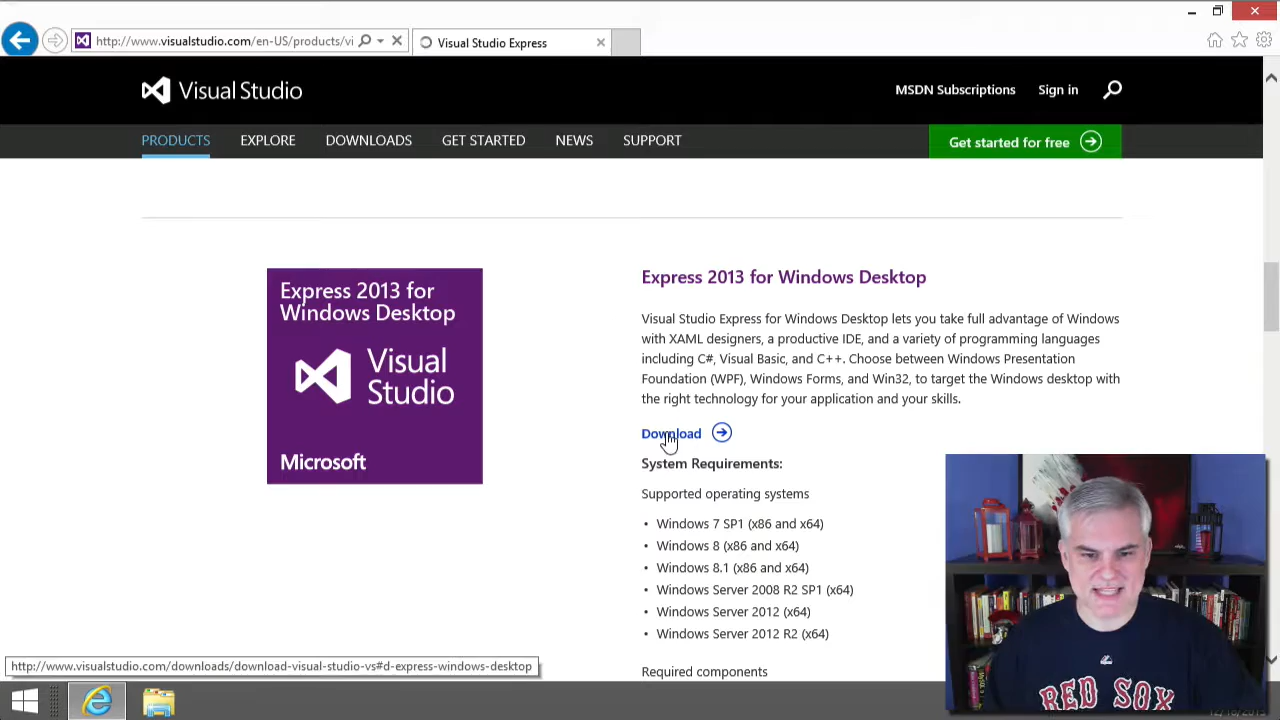 http://www.visualstudio.com/en-US/products/vi
Visual Studio Express
Visual Studio
MSDN Subscriptions
Sign in
PRODUCTS
EXPLORE
DOWNLOADS
GET STARTED
NEWS
SUPPORT
Get started for free
Express 2013 for
Windows Desktop
Visual
Studio
Microsoft
Express 2013 for Windows Desktop
Visual Studio Express for Windows Desktop lets you take full advantage of Windows
with XAML designers, a productive IDE, and a variety of programming languages
including C#, Visual Basic, and C++. Choose between Windows Presentation
Foundation (WPF), Windows Forms, and Win32, to target the Windows desktop with
the right technology for your application and your skills.
Download
System Requirements:
Supported operating systems
• Windows 7 SP1 (x86 and x64)
• Windows 8 (x86 and x64)
• Windows 8.1 (x86 and x64)
• Windows Server 2008 R2 SP1 (x64)
• Windows Server 2012 (x64)
• Windows Server 2012 R2 (x64)
Required components
http://www.visualstudio.com/downloads/download-visual-studio-vs#d-express-windows-desktop
RED SOX